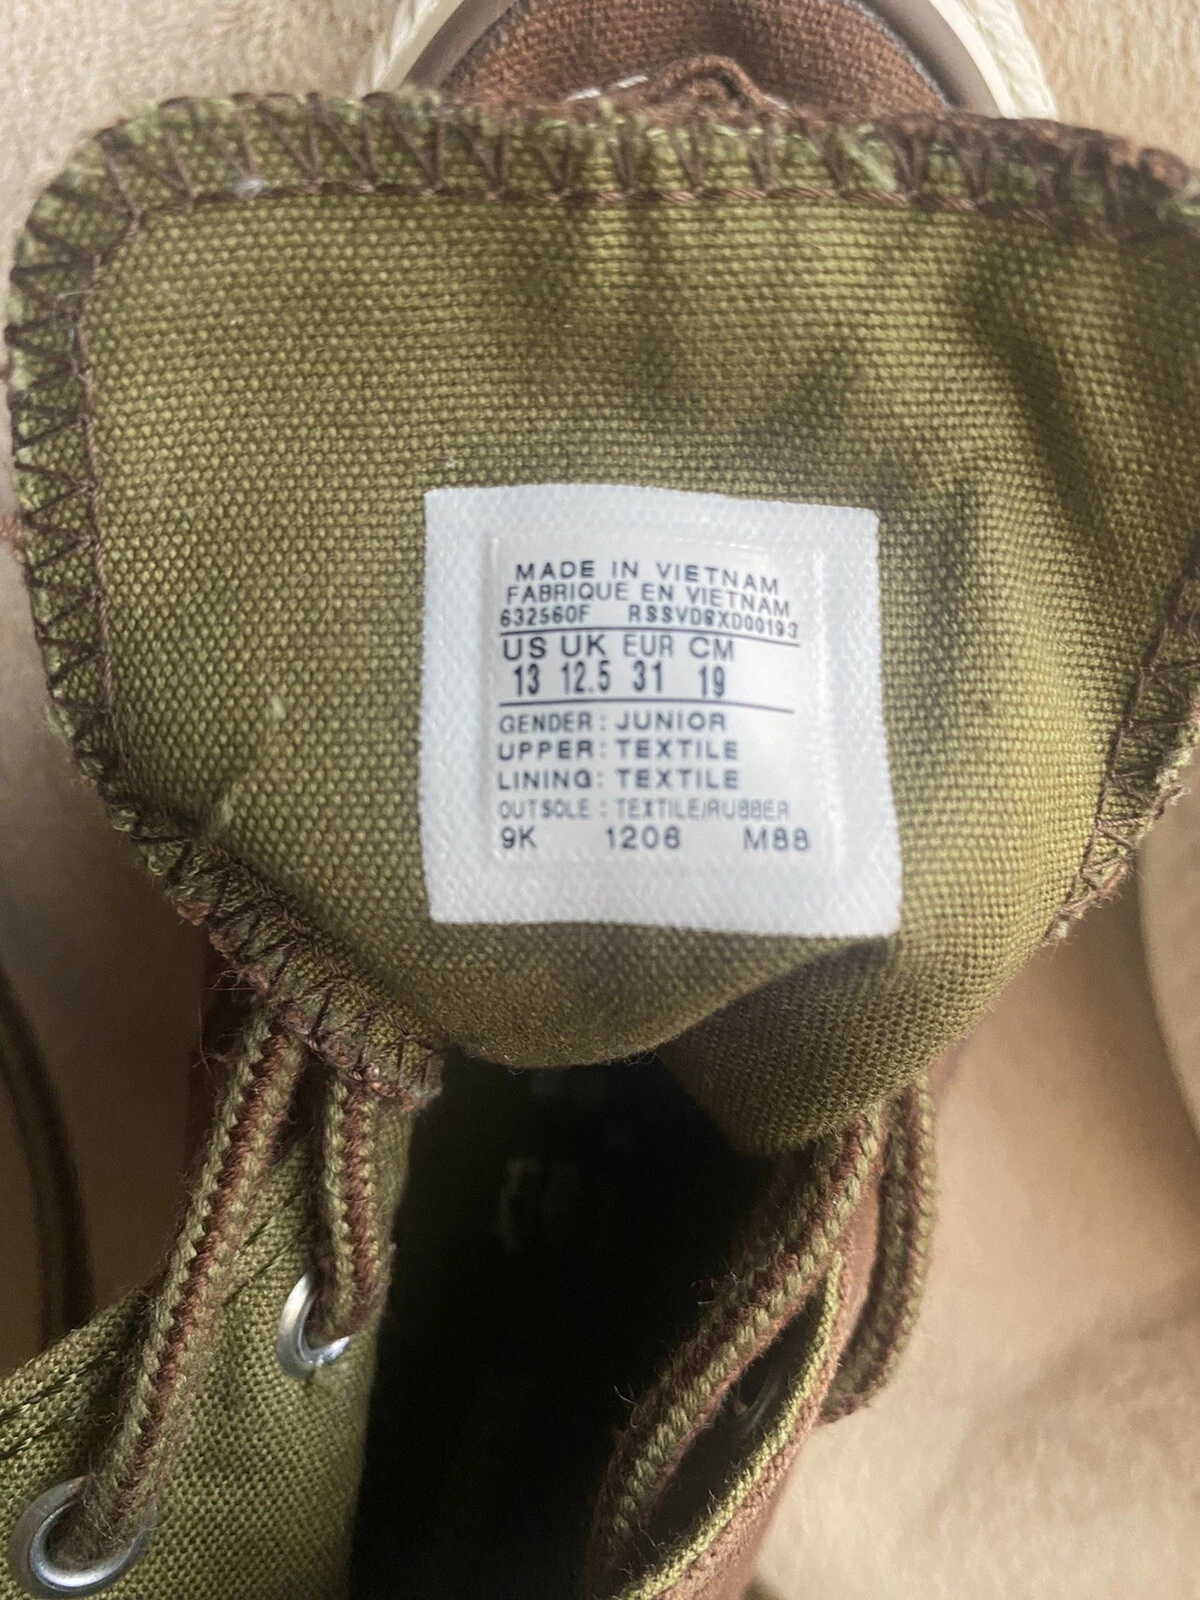 MADE IN VIETNAM
FABRIQUE EN VIETNAM
632560F RSSVD8XD00193
US UK EUR CM
13 12.5 31 19
GENDER: JUNIOR
UPPER: TEXTILE
LINING: TEXTILE
OUTSOLE : TEXTILE/RUBBER
9K 1206 M88